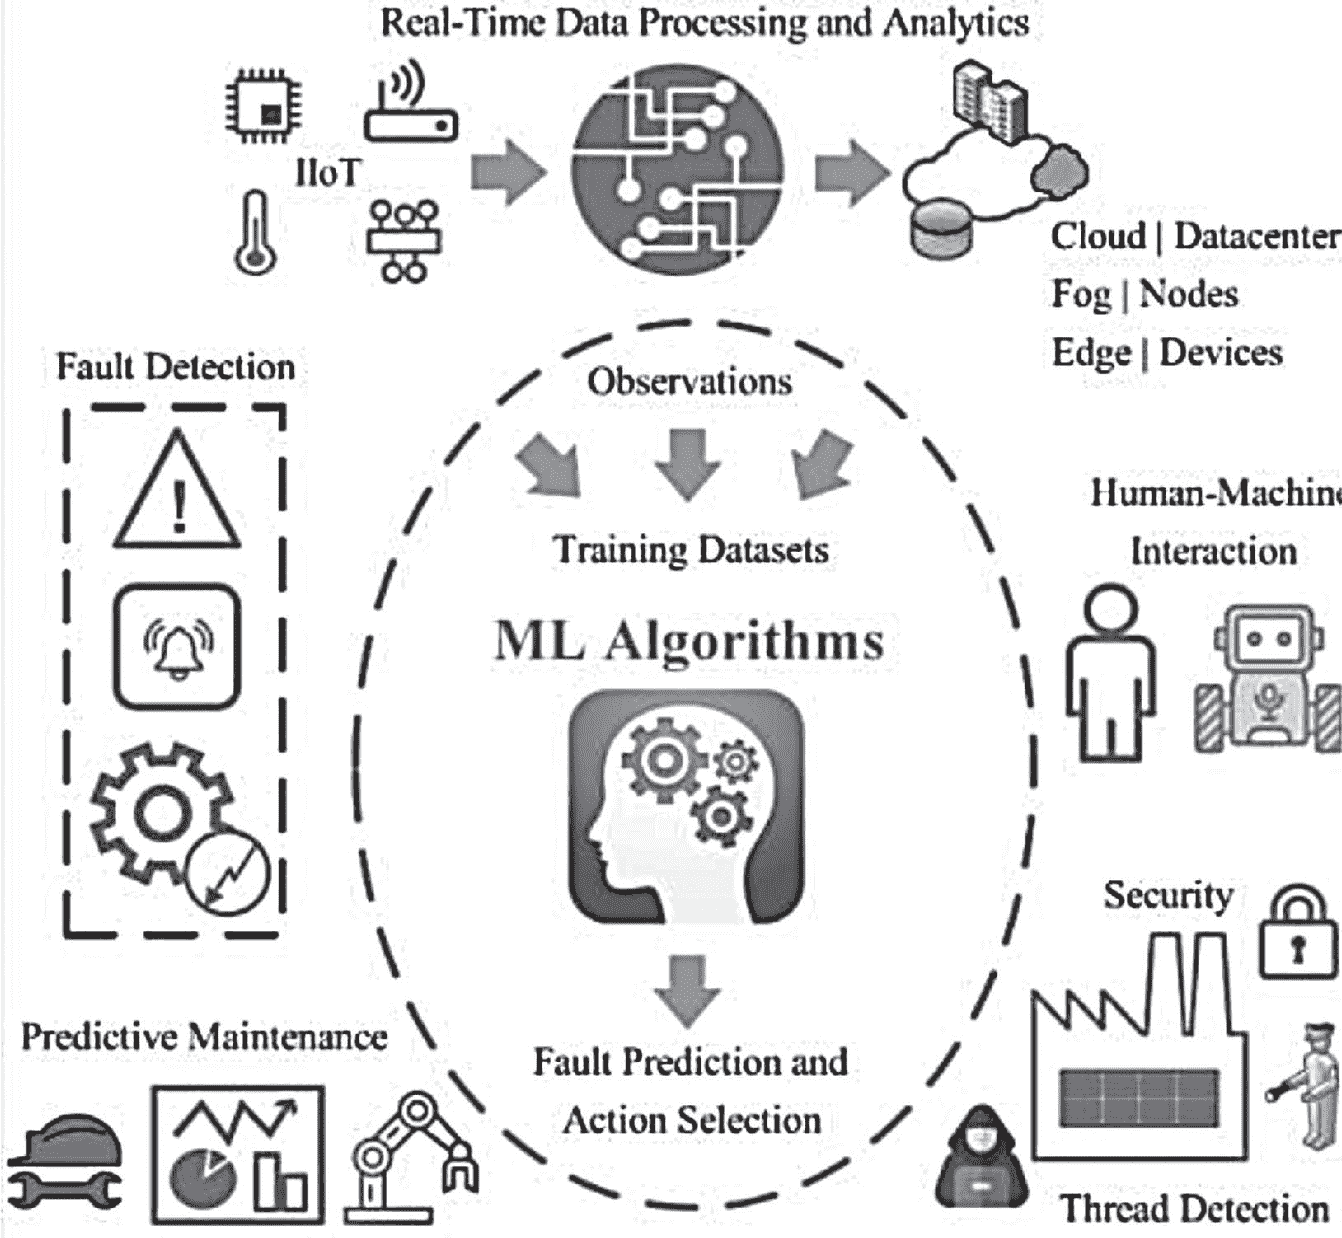 Real-Time Data Processing and Analytics
IIoT
Cloud | Datacenter
Fog | Nodes
Edge | Devices
Fault Detection
Observations
Training Datasets
ML Algorithms
Human-Machine
Interaction
Security
Predictive Maintenance
Fault Prediction and
Action Selection
Thread Detection